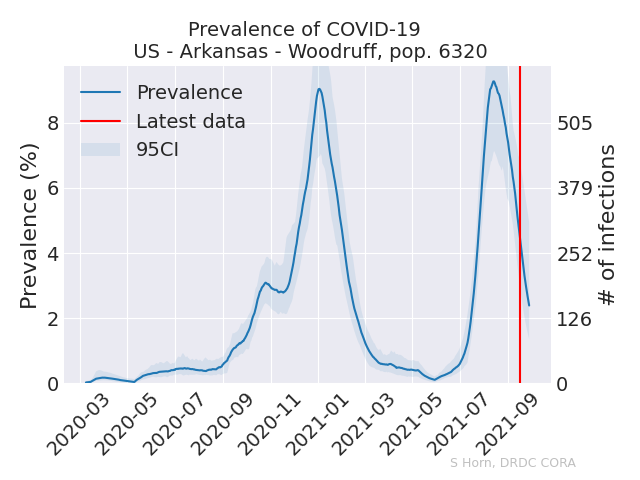 Prevalence of COVID-19
US - Arkansas - Woodruff, pop. 6320
Prevalence
Latest data
95CI
Prevalence (%)
8
6
4
2
0
# of infections
505
379
252
126
0
2020-03
2020-05
2020-07
2020-09
2020-11
2021-01
2021-03
2021-05
2021-07
2021-09
S Horn, DRDC CORA